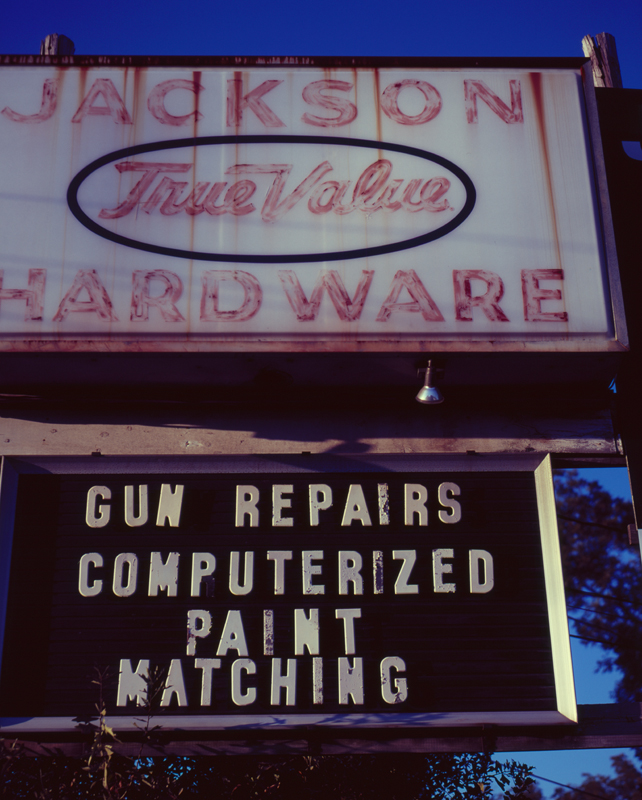 JACKSON
True Value
HARDWARE
GUN REPAIRS
COMPUTERIZED
PAINT
MATCHING